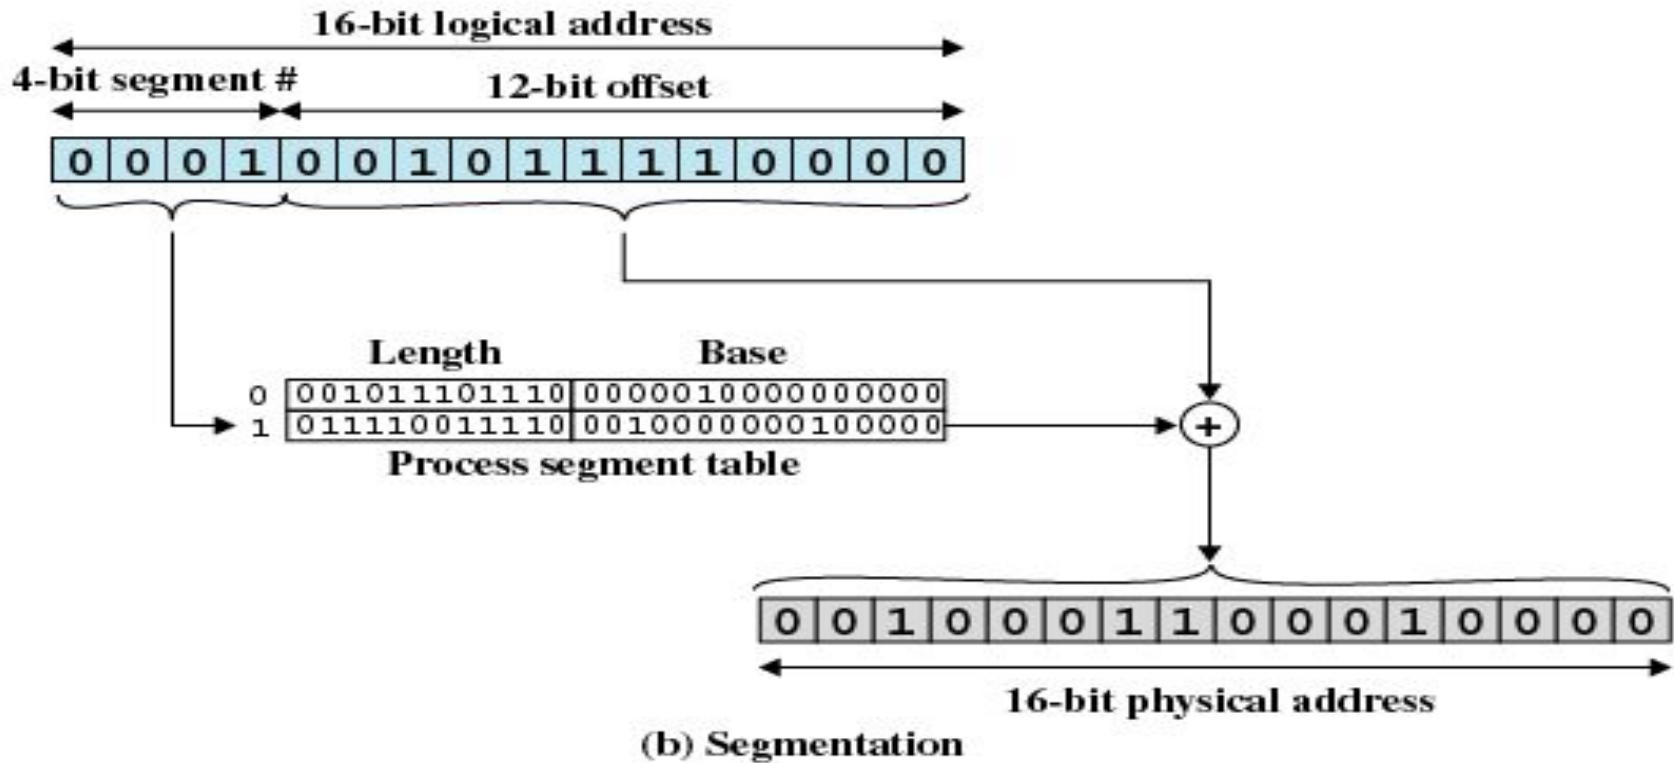 16-bit logical address
4-bit segment #
12-bit offset
0 0 0 1 0 0 1 0 1 1 1 1 0 0 0 0
Length Base
0 001011101110 0000010000000000
1 011110011110 0010000000100000
+
Process segment table
0 0 1 0 0 0 1 1 0 0 0 1 0 0 0 0
16-bit physical address
(b) Segmentation